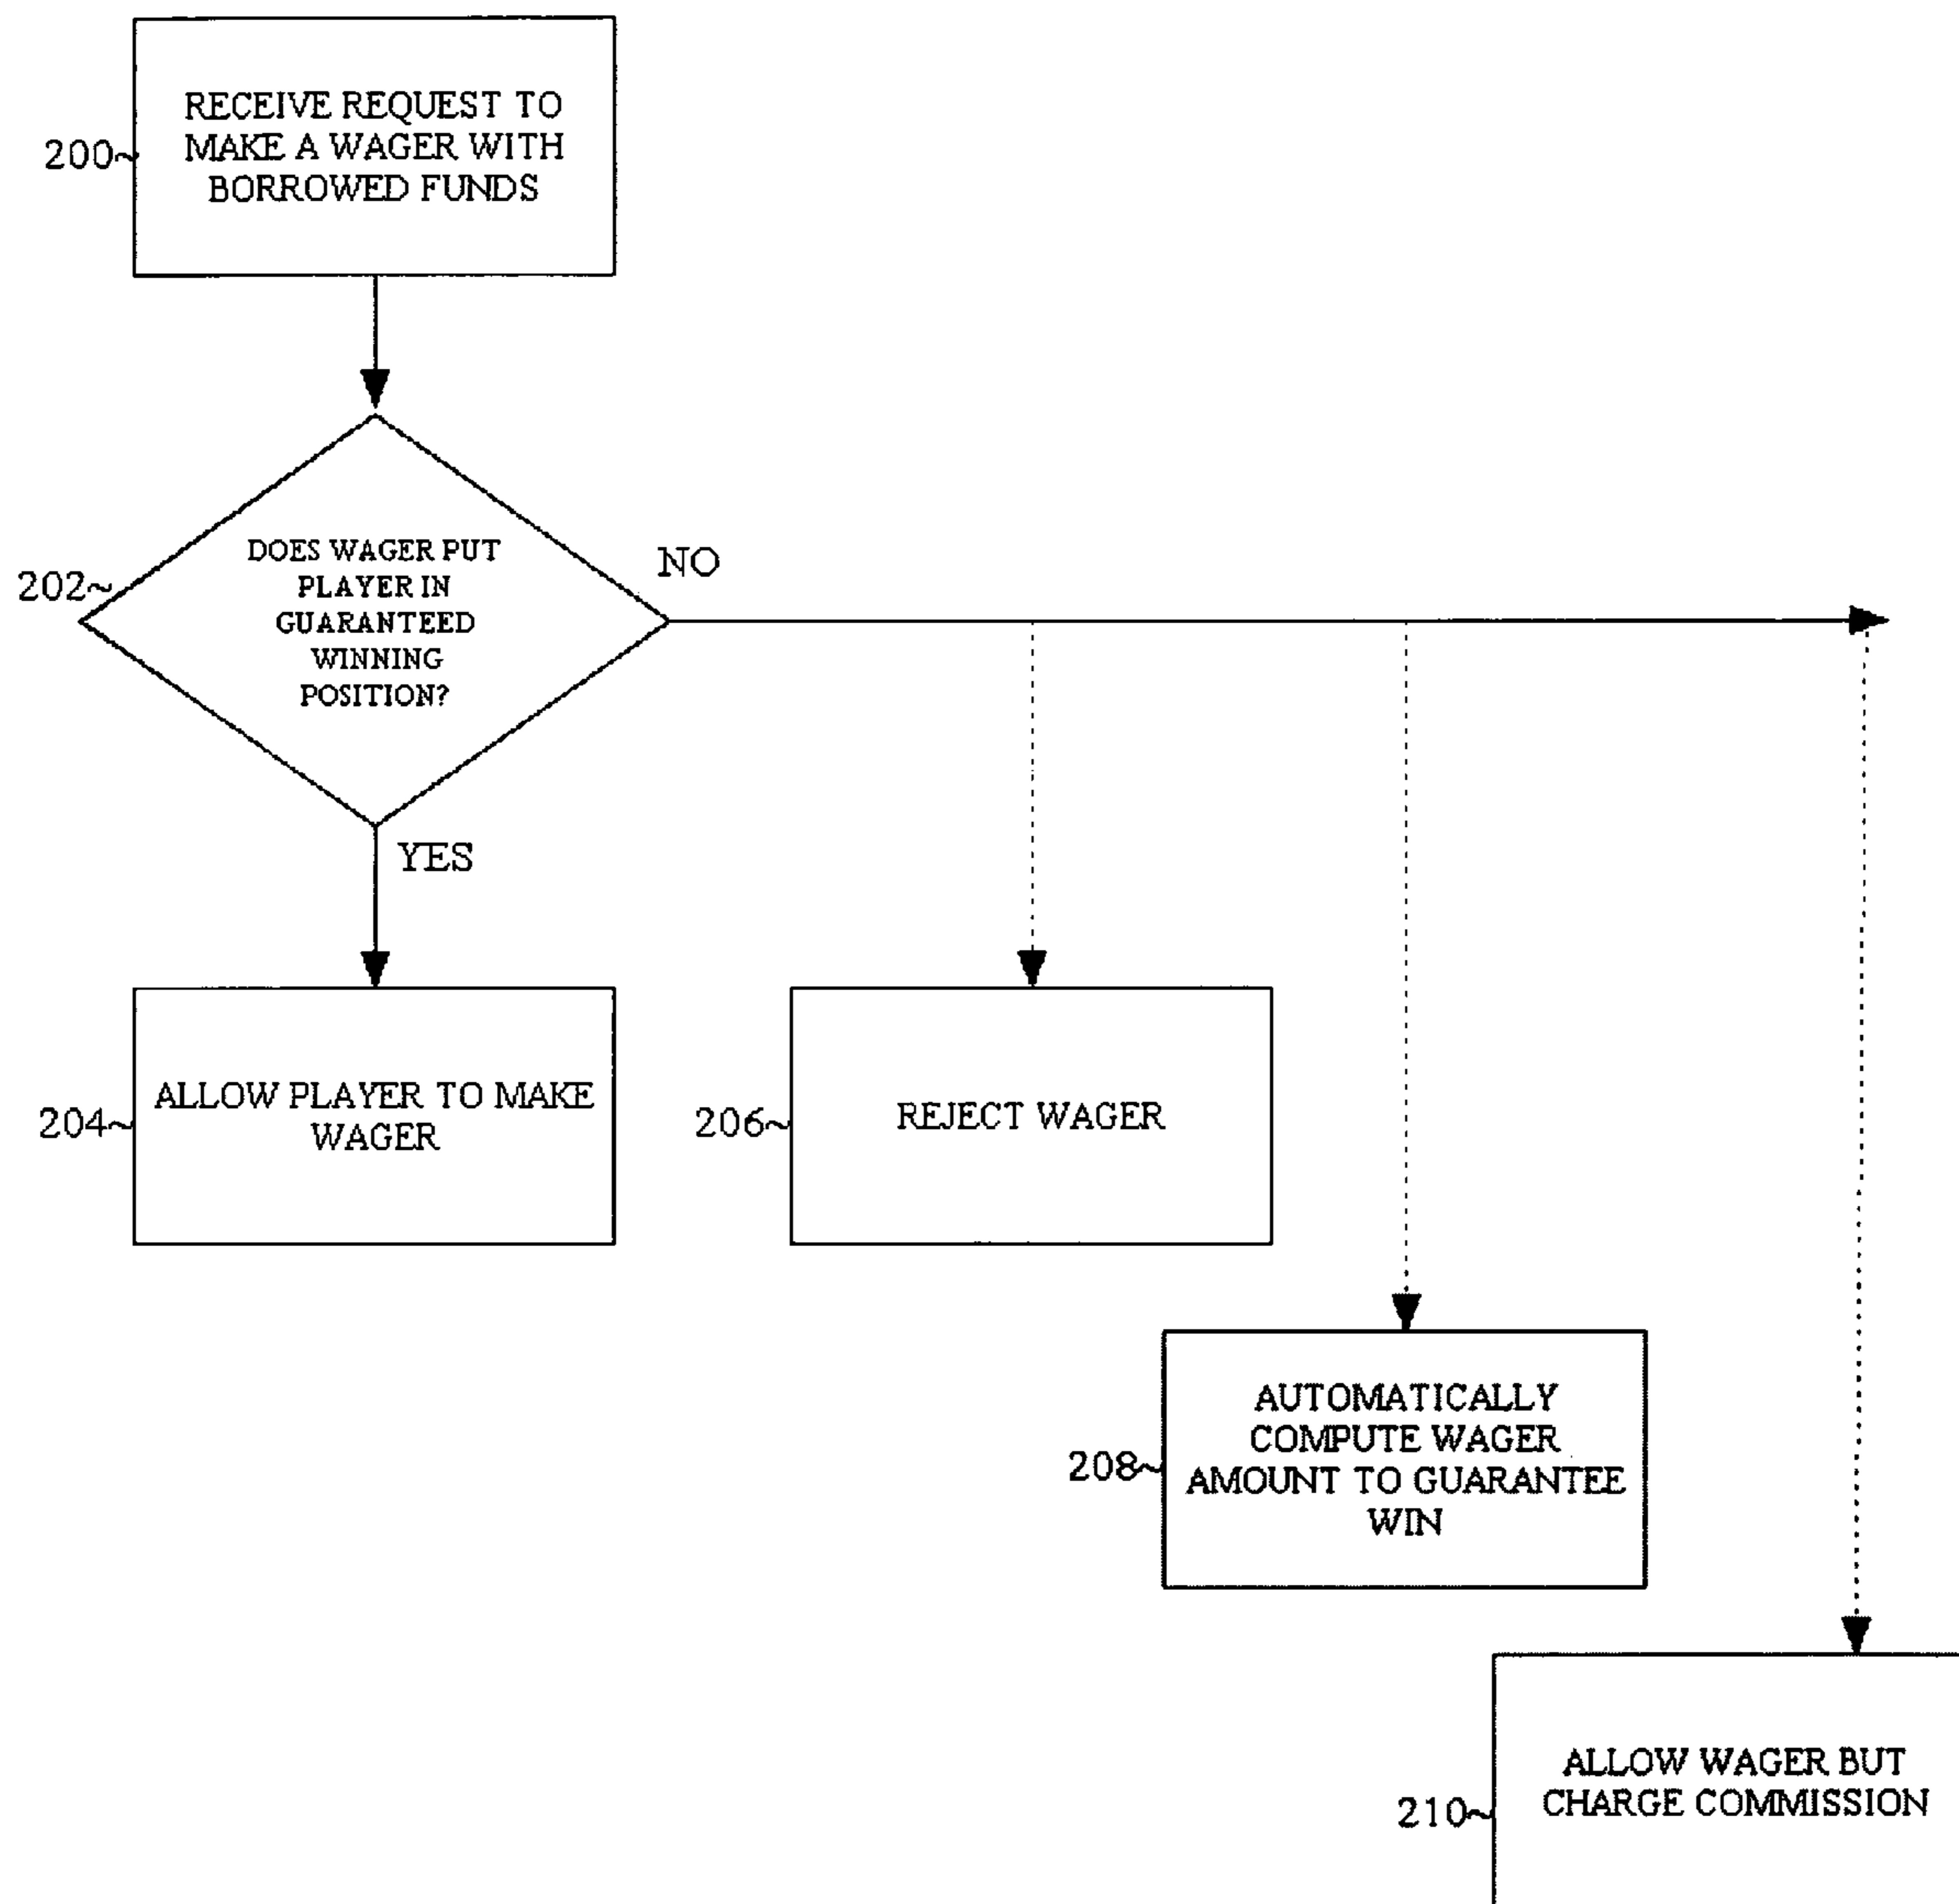 RECEIVE REQUEST TO
MAKE A WAGER WITH
BORROWED FUNDS
200~
DOES WAGER PUT
PLAYER IN
GUARANTEED
WINNING
POSITION?
202~
NO
YES
ALLOW PLAYER TO MAKE
WAGER
204~
REJECT WAGER
206~
AUTOMATICALLY
COMPUTE WAGER
AMOUNT TO GUARANTEE
WIN
208~
ALLOW WAGER BUT
CHARGE COMMISSION
210~